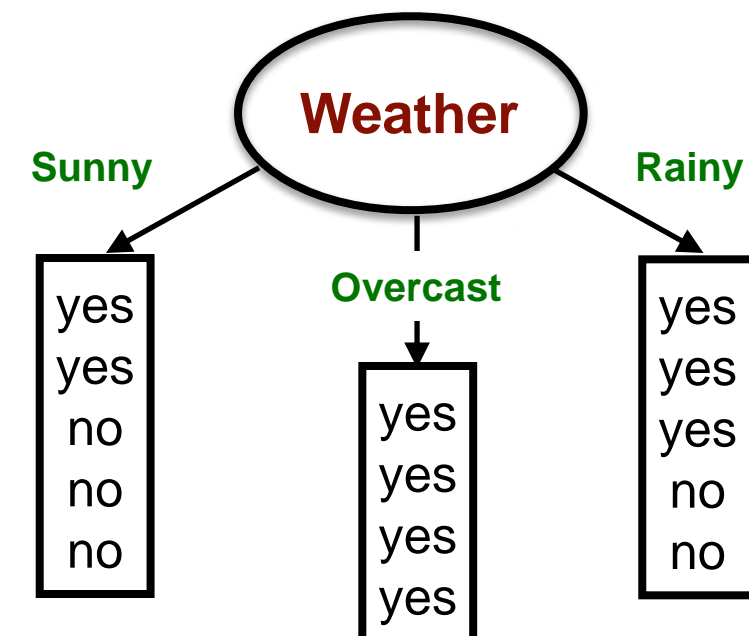 Weather
Sunny
Rainy
Overcast
yes
yes
no
no
no
yes
yes
yes
yes
yes
yes
yes
no
no